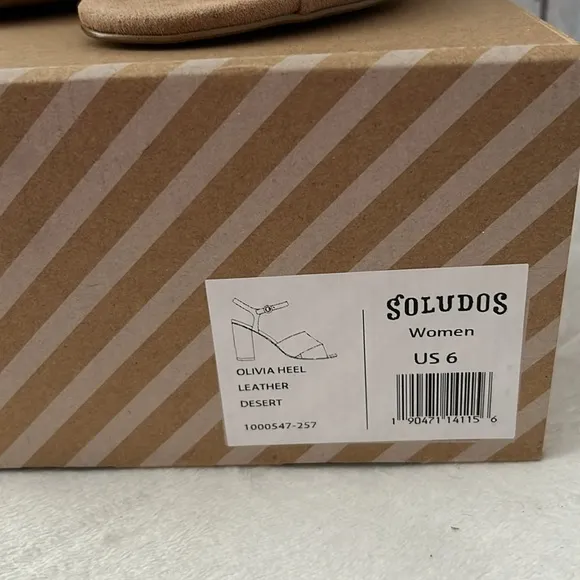 OLIVIA HEEL
LEATHER
DESERT
1000547-257
SOLUDOS
Women
US 6
1 90471 14115 6